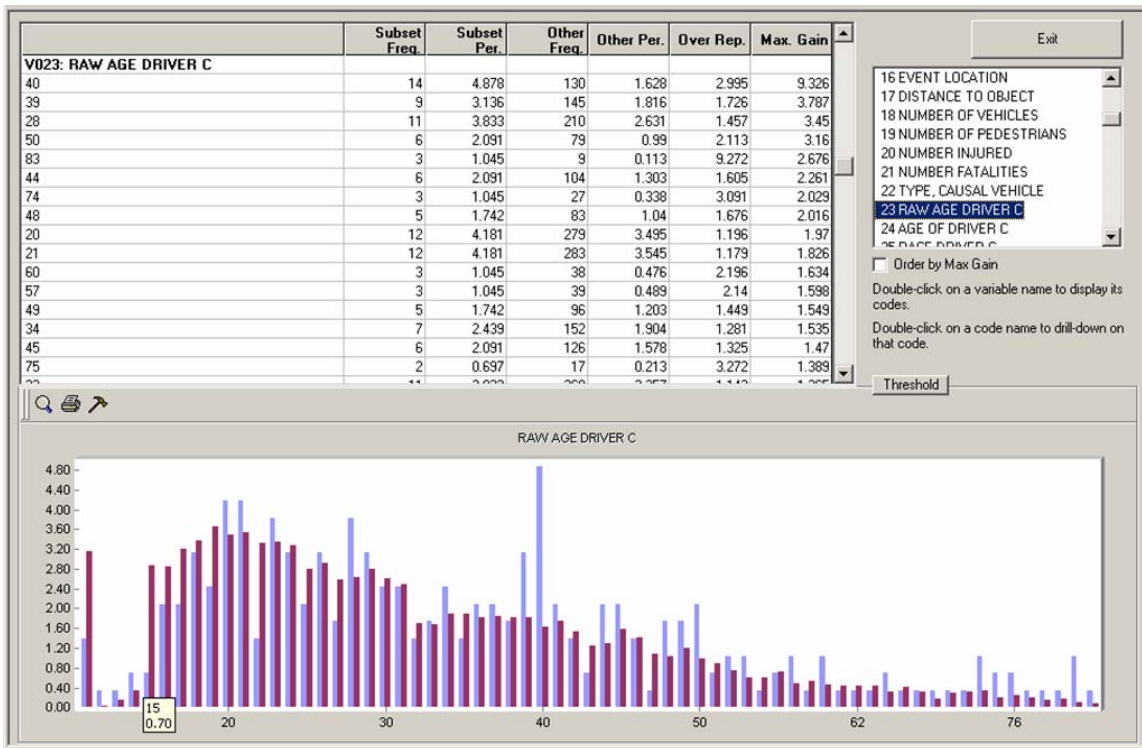 Subset Freq. Subset Per. Other Freq. Other Per. Over Rep. Max. Gain
V023: RAW AGE DRIVER C
40 14 4.878 130 1.628 2.995 9.326
39 9 3.136 145 1.816 1.726 3.787
28 11 3.833 210 2.631 1.457 3.45
50 6 2.091 79 0.99 2.113 3.16
83 3 1.045 9 0.113 9.272 2.676
44 6 2.091 104 1.303 1.605 2.261
74 3 1.045 27 0.338 3.091 2.029
48 5 1.742 83 1.04 1.676 2.016
20 12 4.181 279 3.495 1.196 1.97
21 12 4.181 283 3.545 1.179 1.826
60 3 1.045 38 0.476 2.196 1.634
57 3 1.045 39 0.489 2.14 1.598
49 5 1.742 96 1.203 1.449 1.549
34 7 2.439 152 1.904 1.281 1.535
45 6 2.091 126 1.578 1.325 1.47
75 2 0.697 17 0.213 3.272 1.389
Exit
16 EVENT LOCATION
17 DISTANCE TO OBJECT
18 NUMBER OF VEHICLES
19 NUMBER OF PEDESTRIANS
20 NUMBER INJURED
21 NUMBER FATALITIES
22 TYPE, CAUSAL VEHICLE
23 RAW AGE DRIVER C
24 AGE OF DRIVER C
Order by Max Gain
Double-click on a variable name to display its
codes.
Double-click on a code name to drill-down on
that code.
Threshold
RAW AGE DRIVER C
4.80
4.40
4.00
3.60
3.20
2.80
2.40
2.00
1.60
1.20
0.80
0.40
0.00
15
0.70
20 30 40 50 62 76